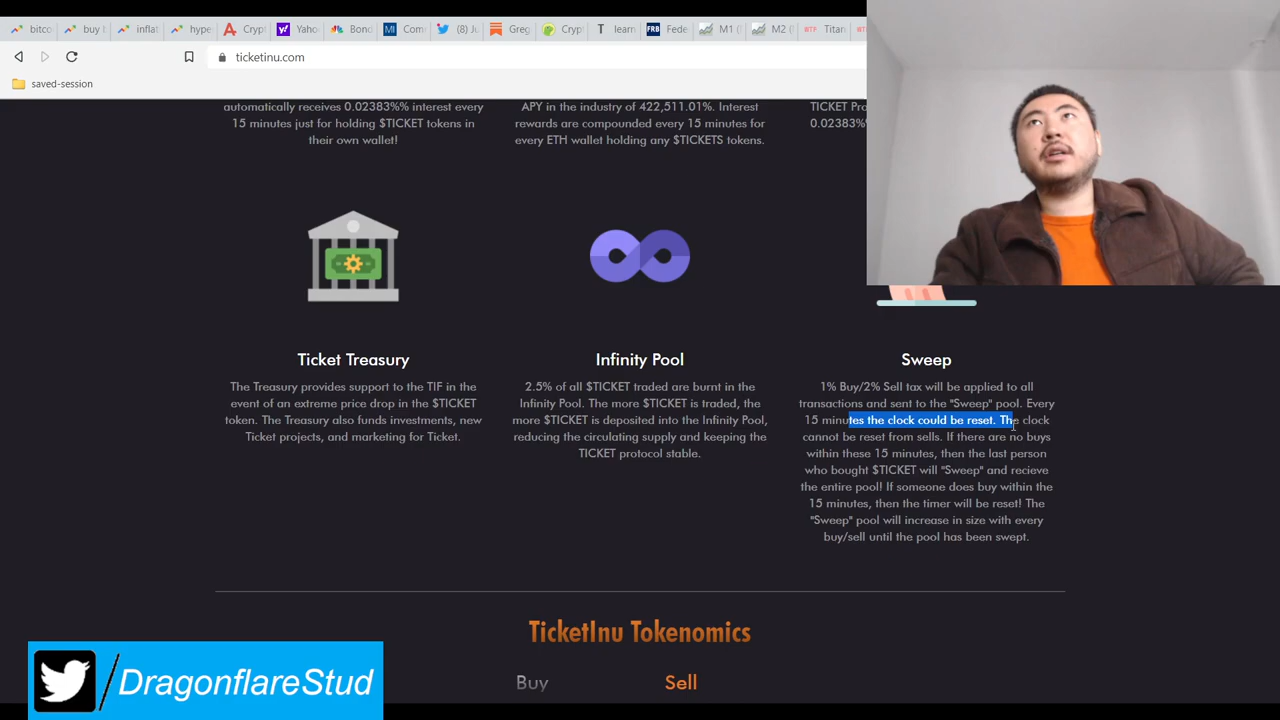 bitco
buy l
inflat
hype
Crypt
Yaho
Bond
MI
Com
(8) Ju
Greg
Crypt
T
learn
FRB
Fede
M1 (
M2 (
Titan
ticketinu.com
saved-session
automatically receives 0.02383%% interest every
15 minutes just for holding $TICKET tokens in
their own wallet!
APY in the industry of 422,511.01%. Interest
rewards are compounded every 15 minutes for
every ETH wallet holding any $TICKETS tokens.
TICKET Pro
0.02383%
Ticket Treasury
The Treasury provides support to the TIF in the
event of an extreme price drop in the $TICKET
token. The Treasury also funds investments, new
Ticket projects, and marketing for Ticket.
Infinity Pool
2.5% of all $TICKET traded are burnt in the
Infinity Pool. The more $TICKET is traded, the
more $TICKET is deposited into the Infinity Pool,
reducing the circulating supply and keeping the
TICKET protocol stable.
Sweep
1% Buy/2% Sell tax will be applied to all
transactions and sent to the "Sweep" pool. Every
15 minutes the clock could be reset. The clock
cannot be reset from sells. If there are no buys
within these 15 minutes, then the last person
who bought $TICKET will "Sweep" and recieve
the entire pool! If someone does buy within the
15 minutes, then the timer will be reset! The
"Sweep" pool will increase in size with every
buy/sell until the pool has been swept.
TicketInu Tokenomics
Buy
Sell
/DragonflareStud